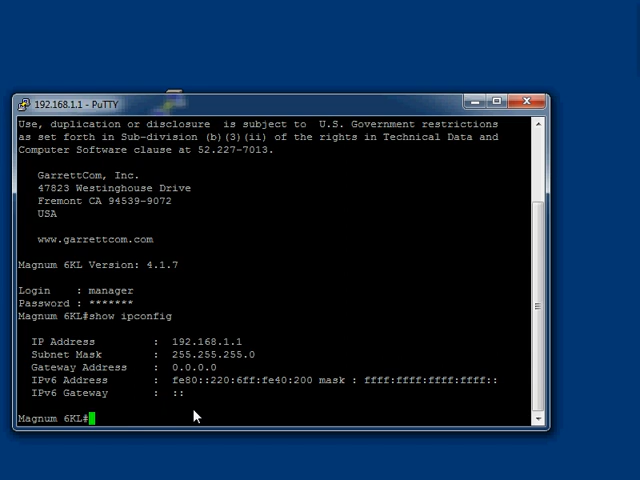 192.168.1.1 - PuTTY
Use, duplication or disclosure is subject to U.S. Government restrictions
as set forth in Sub-division (b)(3)(ii) of the rights in Technical Data and
Computer Software clause at 52.227-7013.
GarrettCom, Inc.
47823 Westinghouse Drive
Fremont CA 94539-9072
USA
www.garrettcom.com
Magnum 6KL Version: 4.1.7
Login : manager
Password : *******
Magnum 6KL#show ipconfig
IP Address : 192.168.1.1
Subnet Mask : 255.255.255.0
Gateway Address : 0.0.0.0
IPv6 Address : fe80::220:6ff:fe40:200 mask : ffff:ffff:ffff:ffff::
IPv6 Gateway : ::
Magnum 6KL#